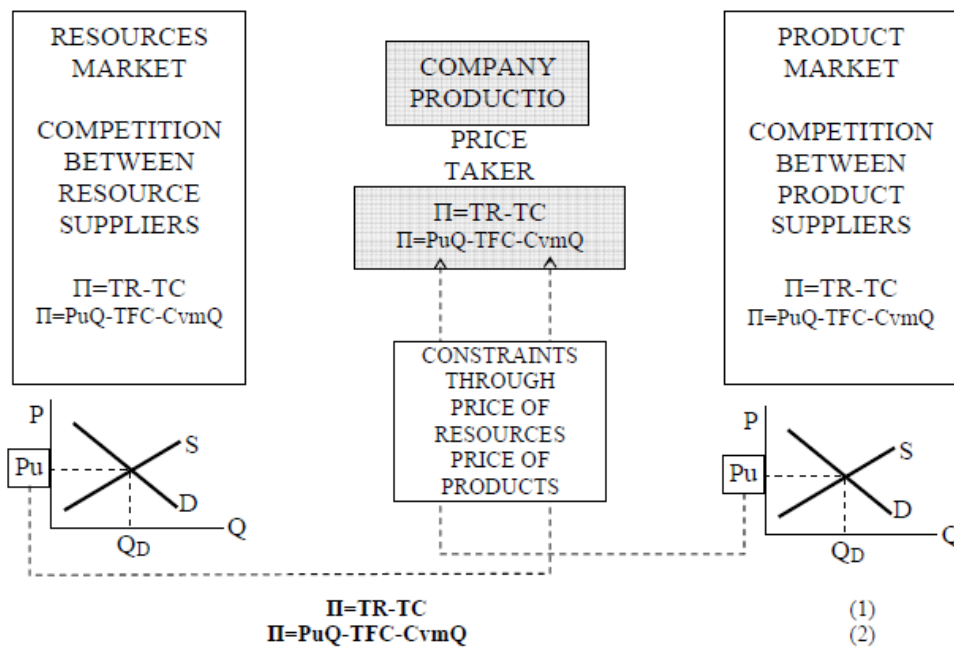 RESOURCES
MARKET
COMPETITION
BETWEEN
RESOURCE
SUPPLIERS
Π=TR-TC
Π=PuQ-TFC-CvmQ
COMPANY
PRODUCTIO
PRICE
TAKER
Π=TR-TC
Π=PuQ-TFC-CvmQ
CONSTRAINTS
THROUGH
PRICE OF
RESOURCES
PRICE OF
PRODUCTS
PRODUCT
MARKET
COMPETITION
BETWEEN
PRODUCT
SUPPLIERS
Π=TR-TC
Π=PuQ-TFC-CvmQ
P
S
Pu
D
QD
Q
P
S
Pu
D
QD
Q
Π=TR-TC (1)
Π=PuQ-TFC-CvmQ (2)